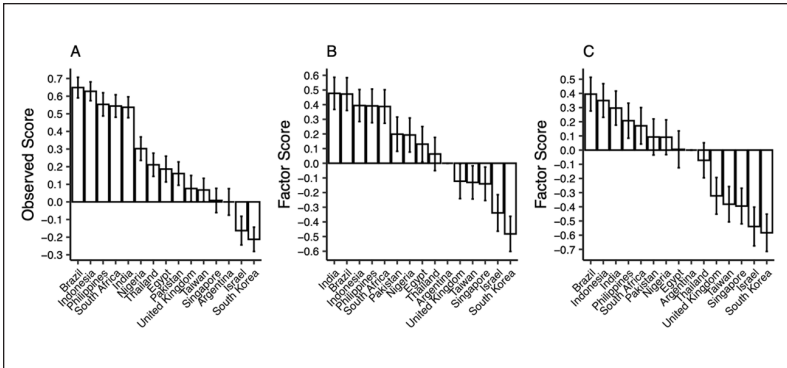 A
B
C
Observed Score
0.7
0.6
0.5
0.4
0.3
0.2
0.1
0.0
−0.1
−0.2
−0.3
Brazil
Indonesia
Philippines
South Africa
India
Nigeria
Thailand
Egypt
Pakistan
United Kingdom
Taiwan
Singapore
Argentina
Israel
South Korea
Factor Score
0.6
0.5
0.4
0.3
0.2
0.1
0.0
−0.1
−0.2
−0.3
−0.4
−0.5
−0.6
India
Brazil
Indonesia
Philippines
South Africa
Pakistan
Nigeria
Egypt
Thailand
Argentina
United Kingdom
Taiwan
Singapore
Israel
South Korea
Factor Score
0.5
0.4
0.3
0.2
0.1
0.0
−0.1
−0.2
−0.3
−0.4
−0.5
−0.6
−0.7
Brazil
Indonesia
India
Philippines
South Africa
Pakistan
Nigeria
Egypt
Argentina
Thailand
United Kingdom
Taiwan
Singapore
Israel
South Korea